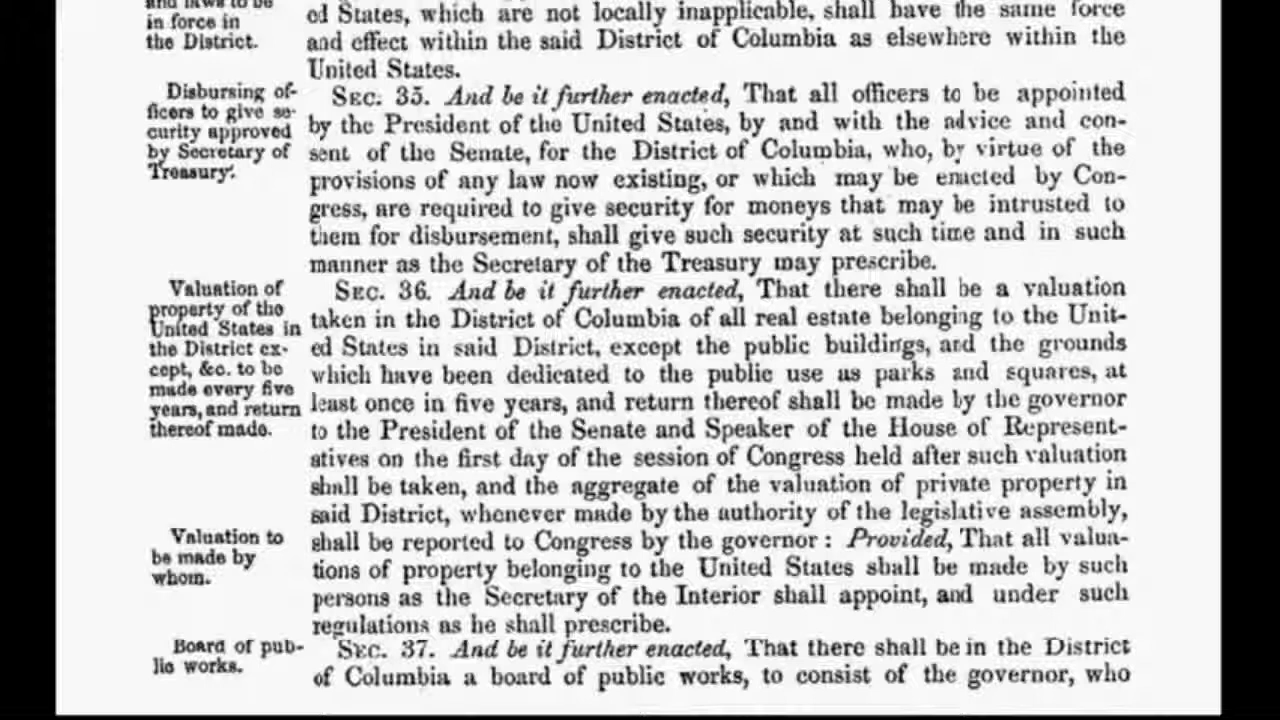 and laws to be
in force in
the District.
ed States, which are not locally inapplicable, shall have the same force
and effect within the said District of Columbia as elsewhere within the
United States.
Disbursing of-
ficers to give se-
curity approved
by Secretary of
Treasury.
SEC. 35. And be it further enacted, That all officers to be appointed
by the President of the United States, by and with the advice and con-
sent of the Senate, for the District of Columbia, who, by virtue of the
provisions of any law now existing, or which may be enacted by Con-
gress, are required to give security for moneys that may be intrusted to
them for disbursement, shall give such security at such time and in such
manner as the Secretary of the Treasury may prescribe.
Valuation of
property of the
United States in
the District ex-
cept, &c. to be
made every five
years, and return
thereof made.
SEC. 36. And be it further enacted, That there shall be a valuation
taken in the District of Columbia of all real estate belonging to the Unit-
ed States in said District, except the public buildings, and the grounds
which have been dedicated to the public use as parks and squares, at
least once in five years, and return thereof shall be made by the governor
to the President of the Senate and Speaker of the House of Represent-
atives on the first day of the session of Congress held after such valuation
shall be taken, and the aggregate of the valuation of private property in
said District, whenever made by the authority of the legislative assembly,
shall be reported to Congress by the governor: Provided, That all valua-
tions of property belonging to the United States shall be made by such
persons as the Secretary of the Interior shall appoint, and under such
regulations as he shall prescribe.
Valuation to
be made by
whom.
Board of pub-
lic works.
SEC. 37. And be it further enacted, That there shall be in the District
of Columbia a board of public works, to consist of the governor, who